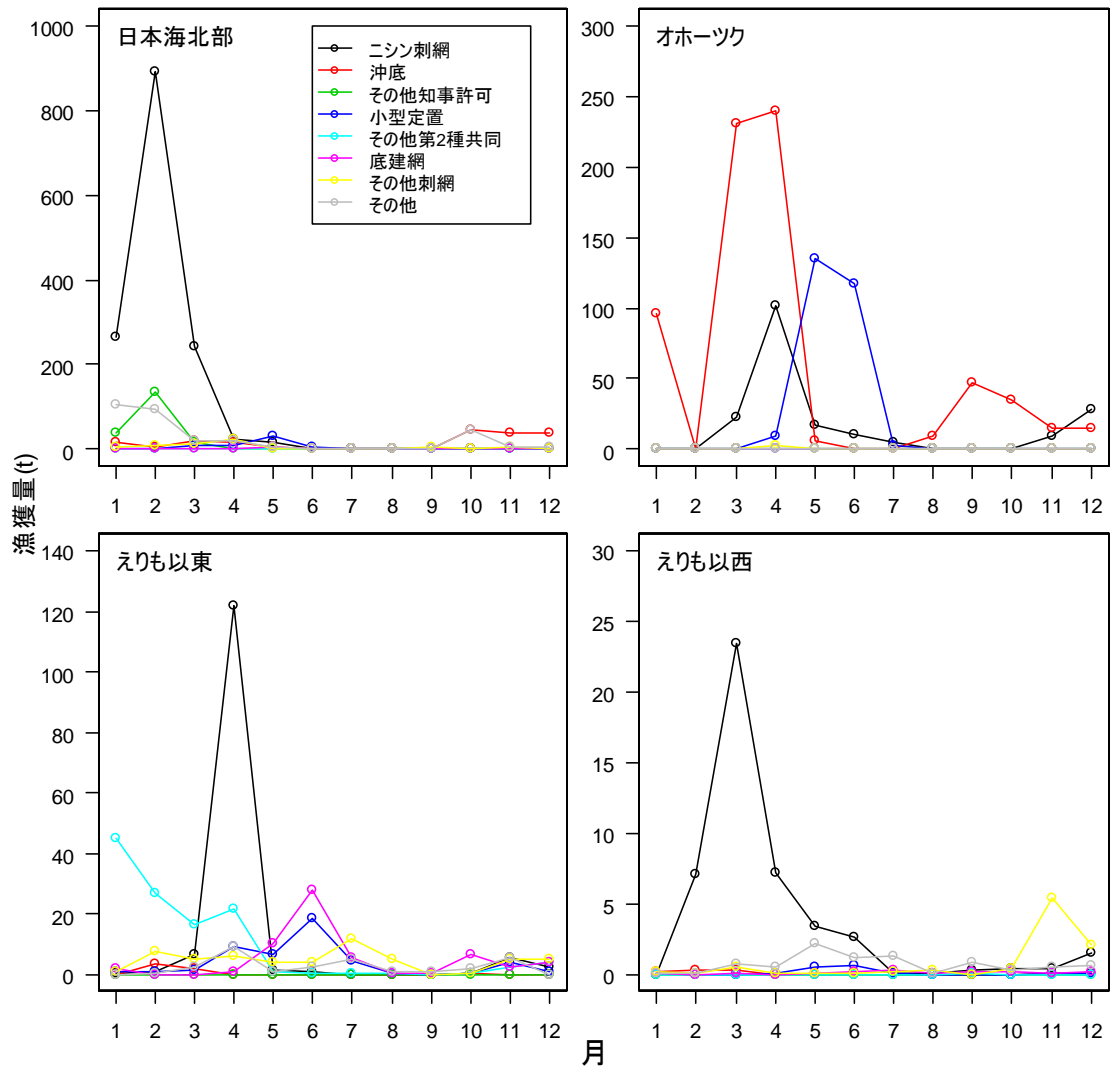 日本海北部
ニシン刺網
沖底
その他知事許可
小型定置
その他第2種共同
底建網
その他刺網
その他
1000
800
600
400
200
0
1 2 3 4 5 6 7 8 9 10 11 12
オホーツク
300
250
200
150
100
50
0
1 2 3 4 5 6 7 8 9 10 11 12
漁獲量(t)
えりも以東
140
120
100
80
60
40
20
0
1 2 3 4 5 6 7 8 9 10 11 12
えりも以西
30
25
20
15
10
5
0
1 2 3 4 5 6 7 8 9 10 11 12
月